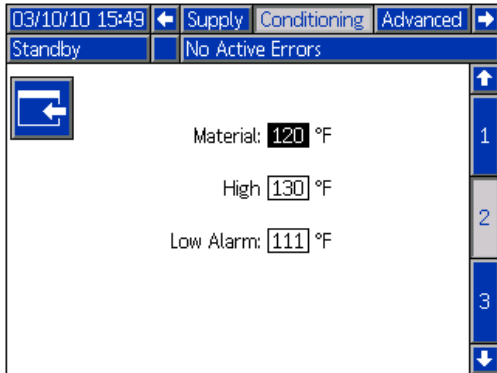 03/10/10 15:49 Supply Conditioning Advanced
Standby No Active Errors
Material: 120 °F
1
High 130 °F
2
Low Alarm: 111 °F
3